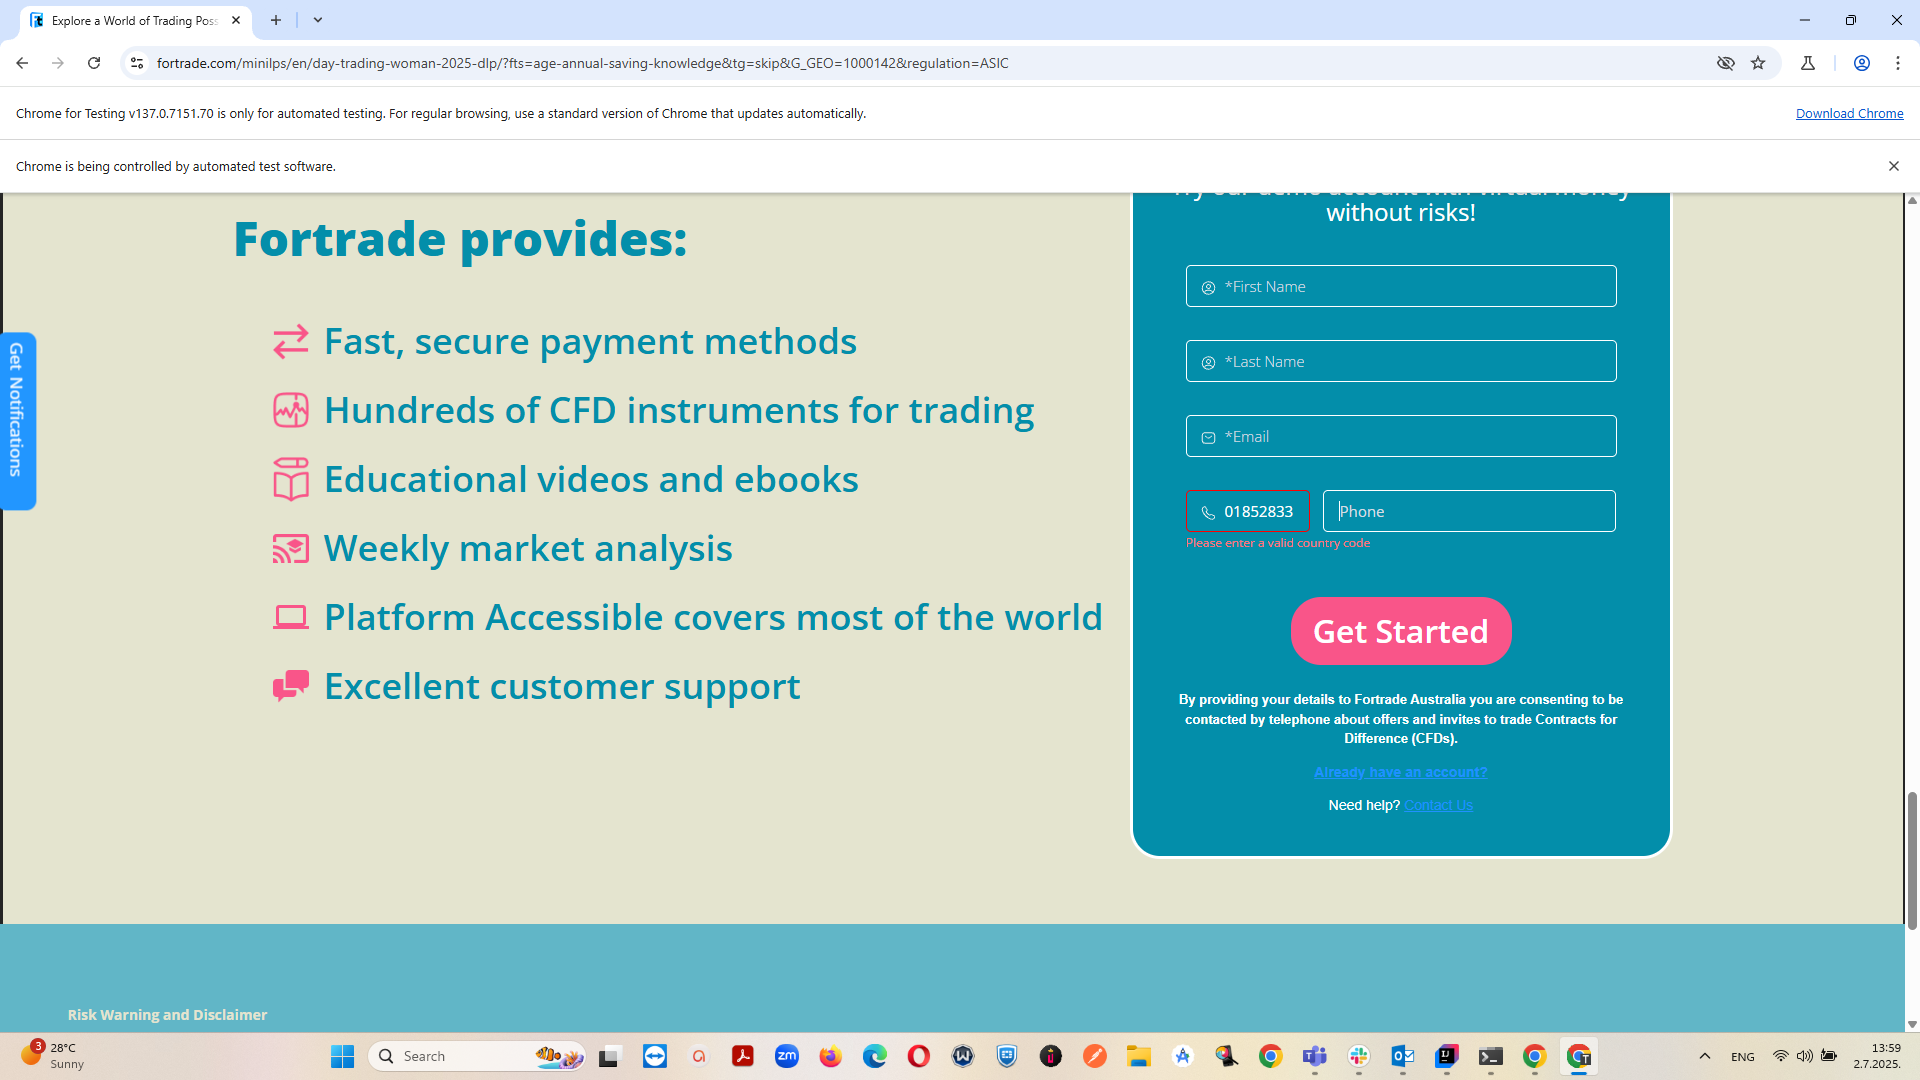 Explore a World of Trading Poss
fortrade.com/minilps/en/day-trading-woman-2025-dlp/?fts=age-annual-saving-knowledge&tg=skip&G_GEO=1000142&regulation=ASIC
Chrome for Testing v137.0.7151.70 is only for automated testing. For regular browsing, use a standard version of Chrome that updates automatically.
Download Chrome
Chrome is being controlled by automated test software.
Try our demo account with virtual money
without risks!
Fortrade provides:
Fast, secure payment methods
Hundreds of CFD instruments for trading
Educational videos and ebooks
Weekly market analysis
Platform Accessible covers most of the world
Excellent customer support
Get Notifications
*First Name
*Last Name
*Email
01852833
Phone
Please enter a valid country code
Get Started
By providing your details to Fortrade Australia you are consenting to be
contacted by telephone about offers and invites to trade Contracts for
Difference (CFDs).
Already have an account?
Need help? Contact Us
Risk Warning and Disclaimer
3
28°C
Sunny
Search
zm
ENG
13:59
2.7.2025.